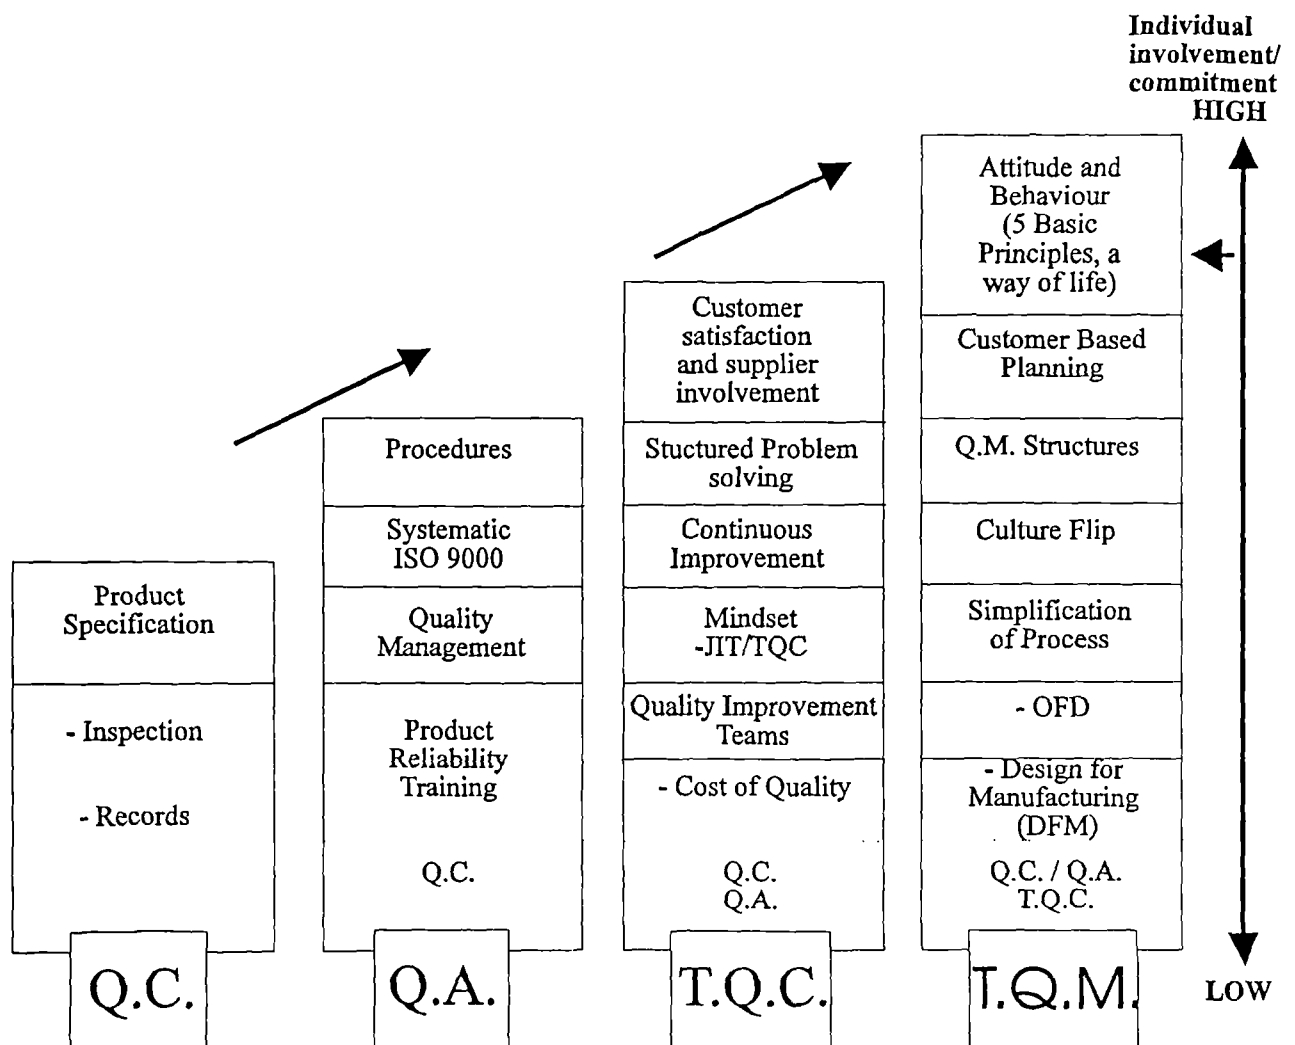 Individual
involvement/
commitment
HIGH
Attitude and
Behaviour
(5 Basic
Principles, a
way of life)
Customer Based
Planning
Q.M. Structures
Culture Flip
Simplification
of Process
- OFD
- Design for
Manufacturing
(DFM)
Q.C. / Q.A.
T.Q.C.
T.Q.M.
LOW
Customer
satisfaction
and supplier
involvement
Stuctured Problem
solving
Continuous
Improvement
Mindset
-JIT/TQC
Quality Improvement
Teams
- Cost of Quality
Q.C.
Q.A.
T.Q.C.
Procedures
Systematic
ISO 9000
Quality
Management
Product
Reliability
Training
Q.C.
Q.A.
Product
Specification
- Inspection
- Records
Q.C.